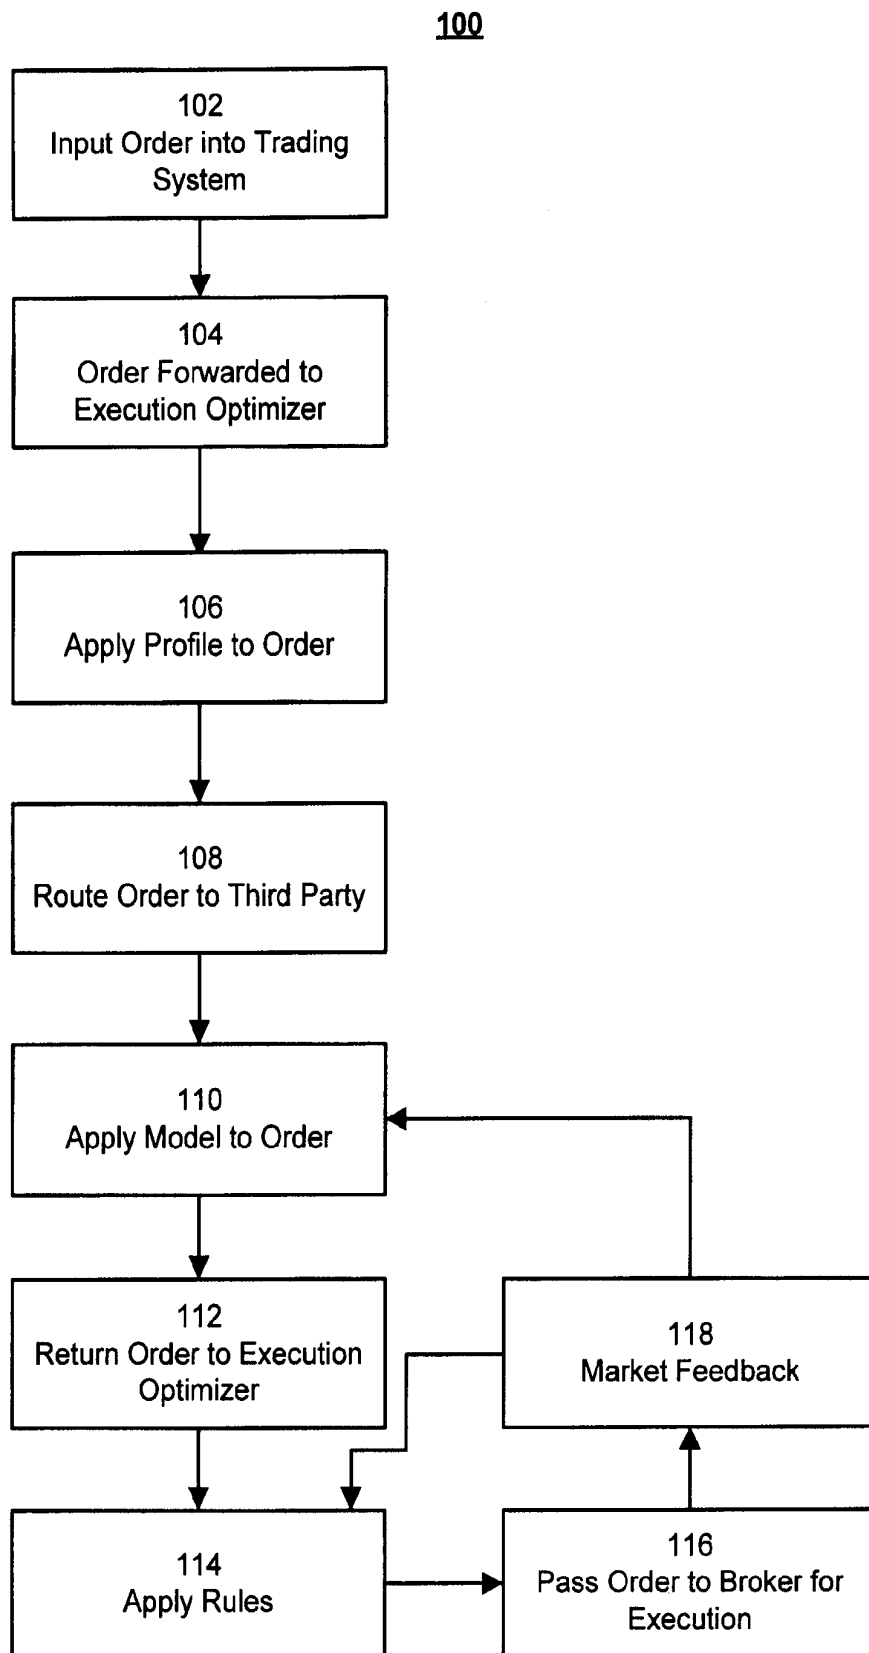 100
102
Input Order into Trading
System
104
Order Forwarded to
Execution Optimizer
106
Apply Profile to Order
108
Route Order to Third Party
110
Apply Model to Order
112
Return Order to Execution
Optimizer
118
Market Feedback
114
Apply Rules
116
Pass Order to Broker for
Execution